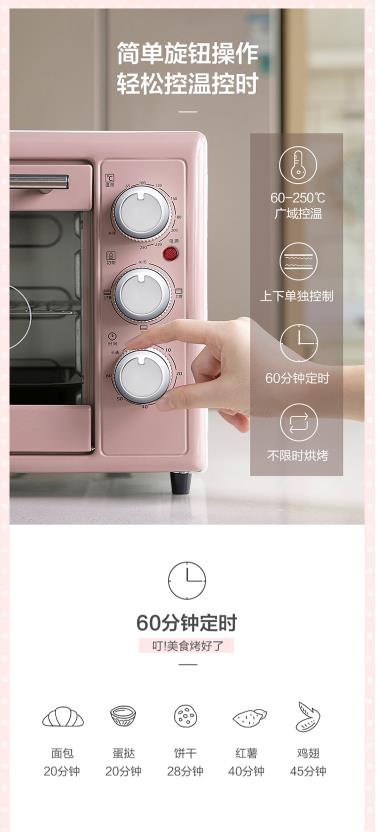 简单旋钮操作
轻松控温控时
60-250℃
广域控温
上下单独控制
60分钟定时
不限时烘烤
60分钟定时
叮!美食烤好了
面包
蛋挞
饼干
红薯
鸡翅
20分钟
20分钟
28分钟
40分钟
45分钟